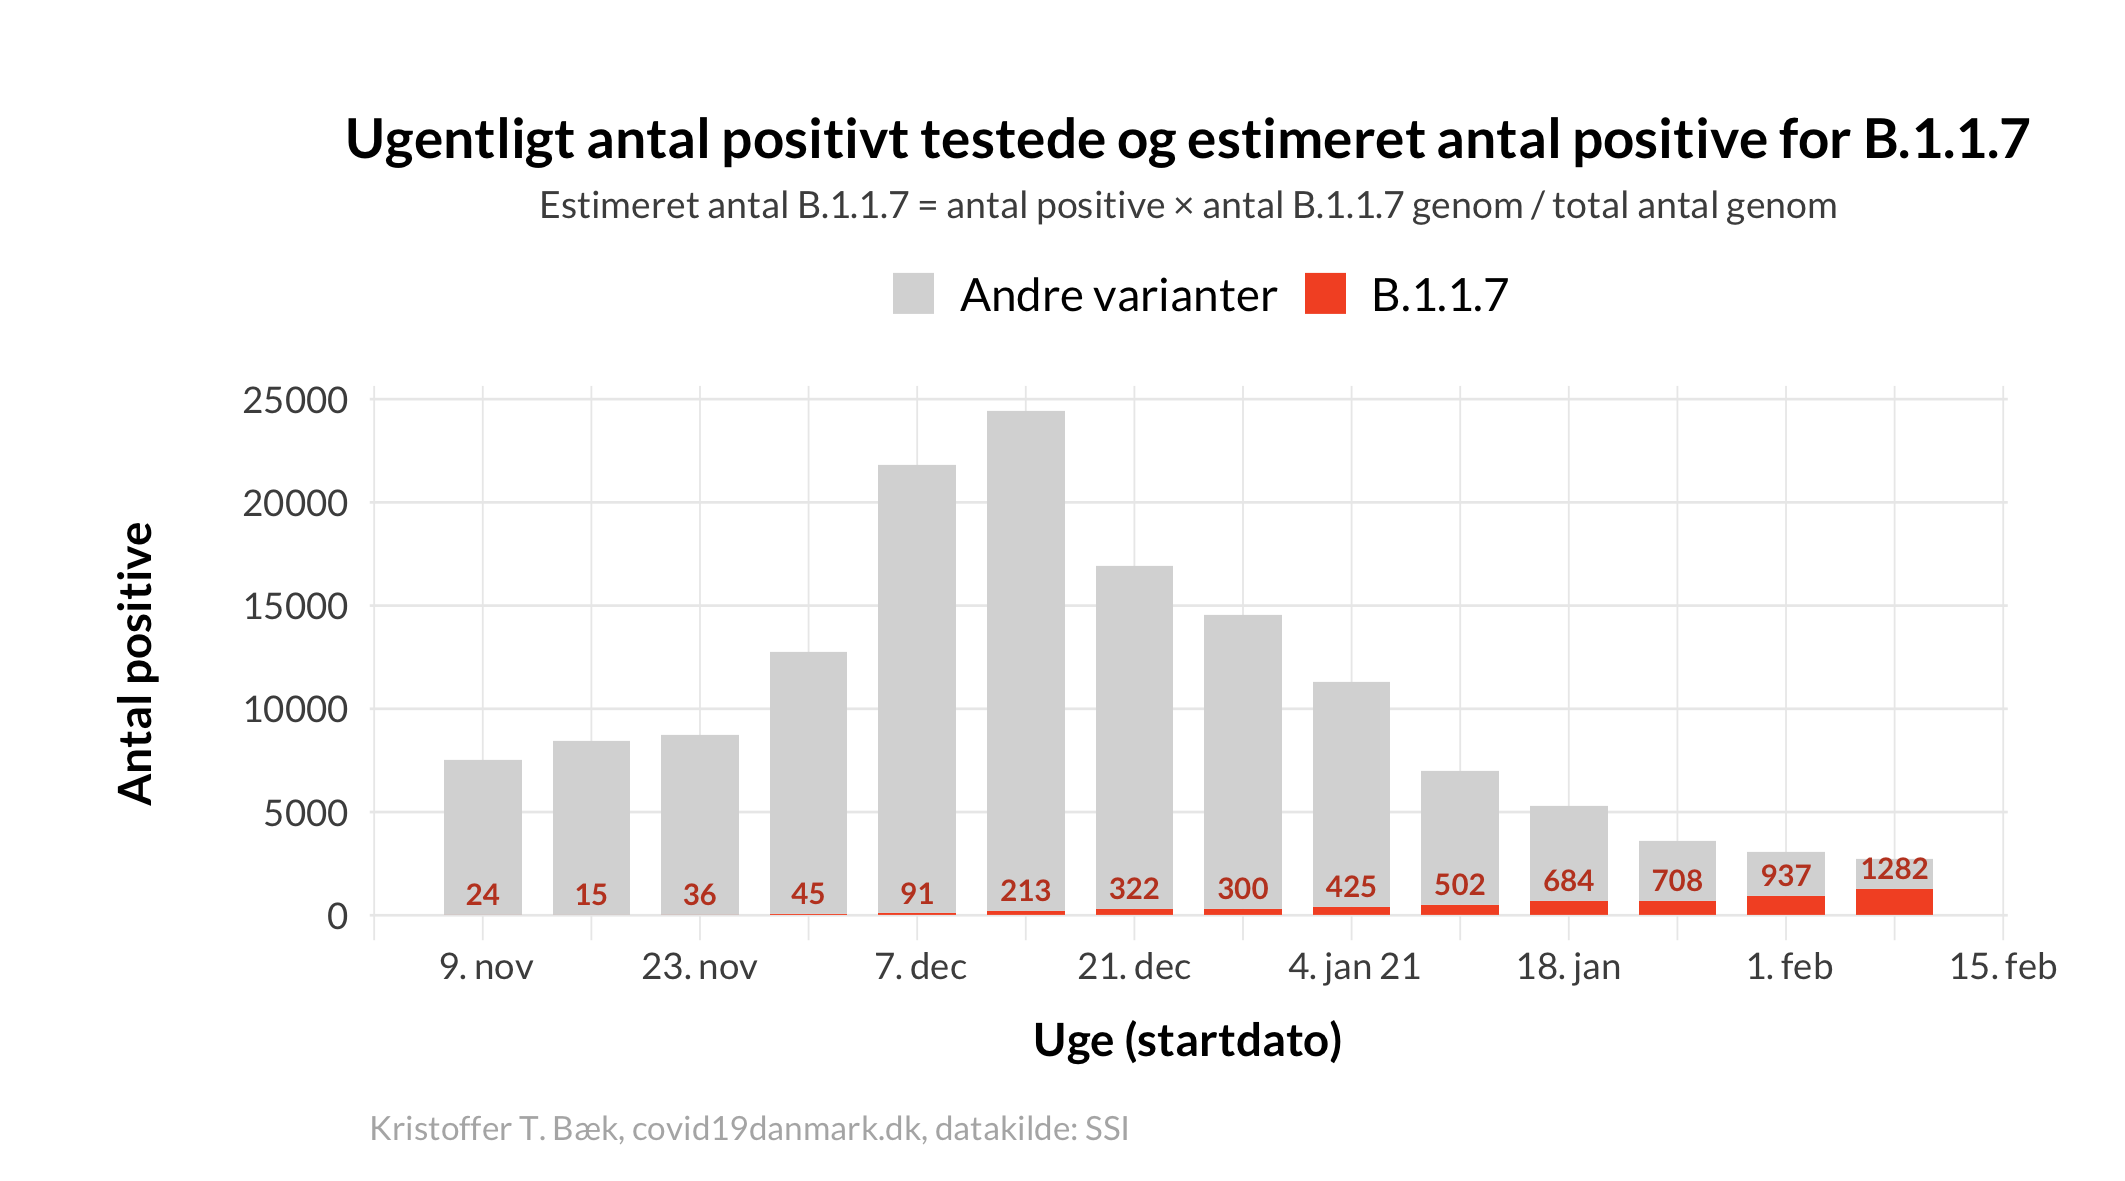 Ugentligt antal positivt testede og estimeret antal positive for B.1.1.7
Estimeret antal B.1.1.7 = antal positive × antal B.1.1.7 genom / total antal genom
Andre varianter B.1.1.7
Antal positive
25000
20000
15000
10000
5000
0
24 15 36 45 91 213 322 300 425 502 684 708 937 1282
9. nov 23. nov 7. dec 21. dec 4. jan 21 18. jan 1. feb 15. feb
Uge (startdato)
Kristoffer T. Bæk, covid19danmark.dk, datakilde: SSI